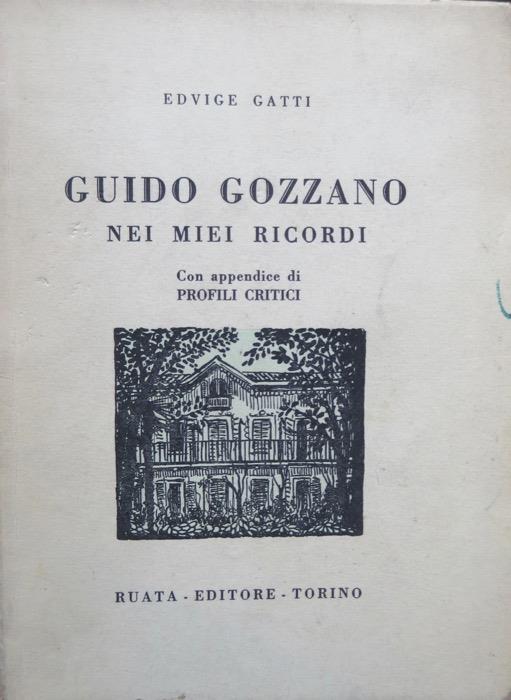 EDVIGE GATTI
GUIDO GOZZANO
NEI MIEI RICORDI
Con appendice di
PROFILI CRITICI
RUATA - EDITORE - TORINO